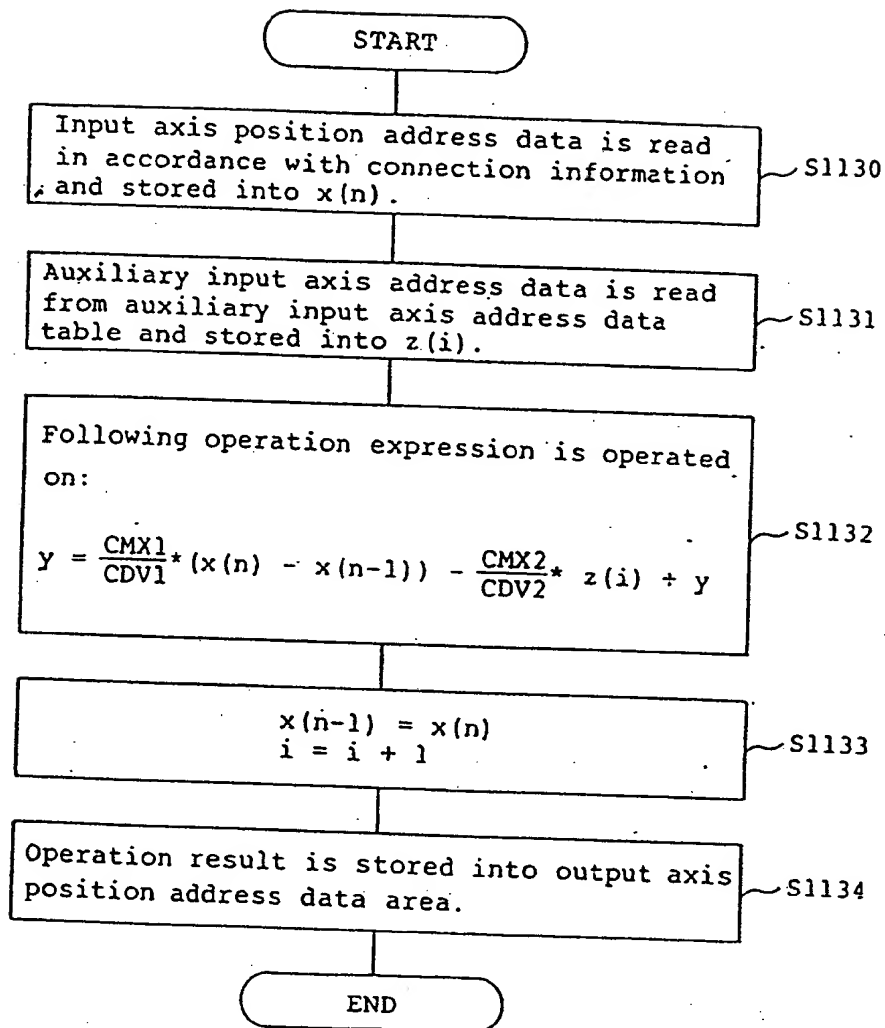 START
Input axis position address data is read
in accordance with connection information
and stored into x(n).
S1130
Auxiliary input axis address data is read
from auxiliary input axis address data
table and stored into z(i).
S1131
Following operation expression is operated
on:
y = CMX1/CDV1*(x(n) - x(n-1)) - CMX2/CDV2* z(i) + y
S1132
x(n-1) = x(n)
i = i + 1
S1133
Operation result is stored into output axis
position address data area.
S1134
END